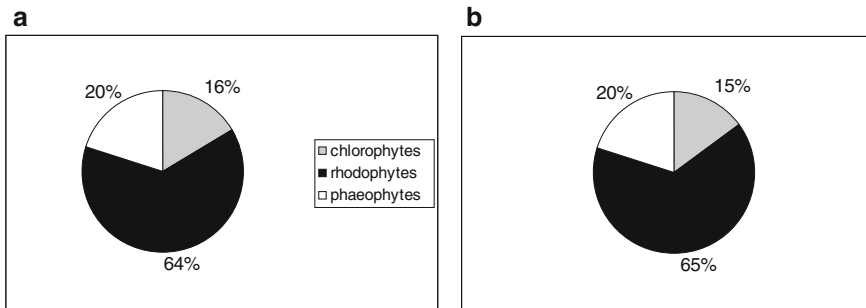 a
20%
16%
chlorophytes
rhodophytes
phaeophytes
64%
b
20%
15%
65%